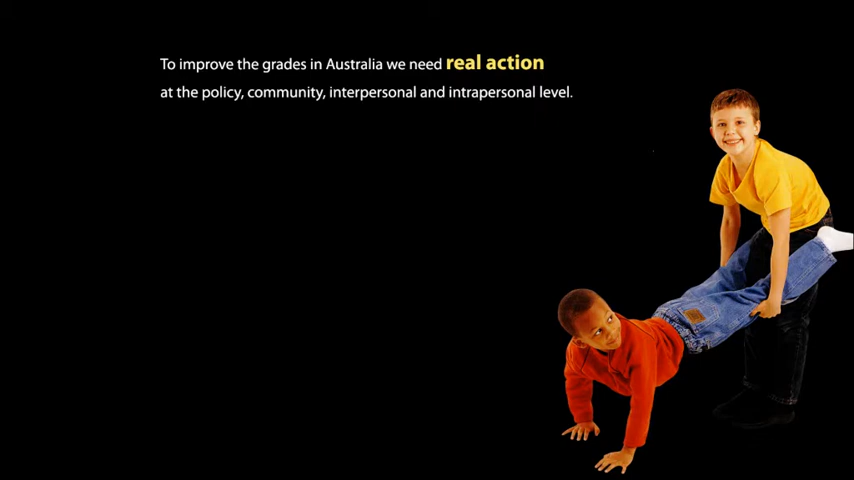 To improve the grades in Australia we need real action
at the policy, community, interpersonal and intrapersonal level.